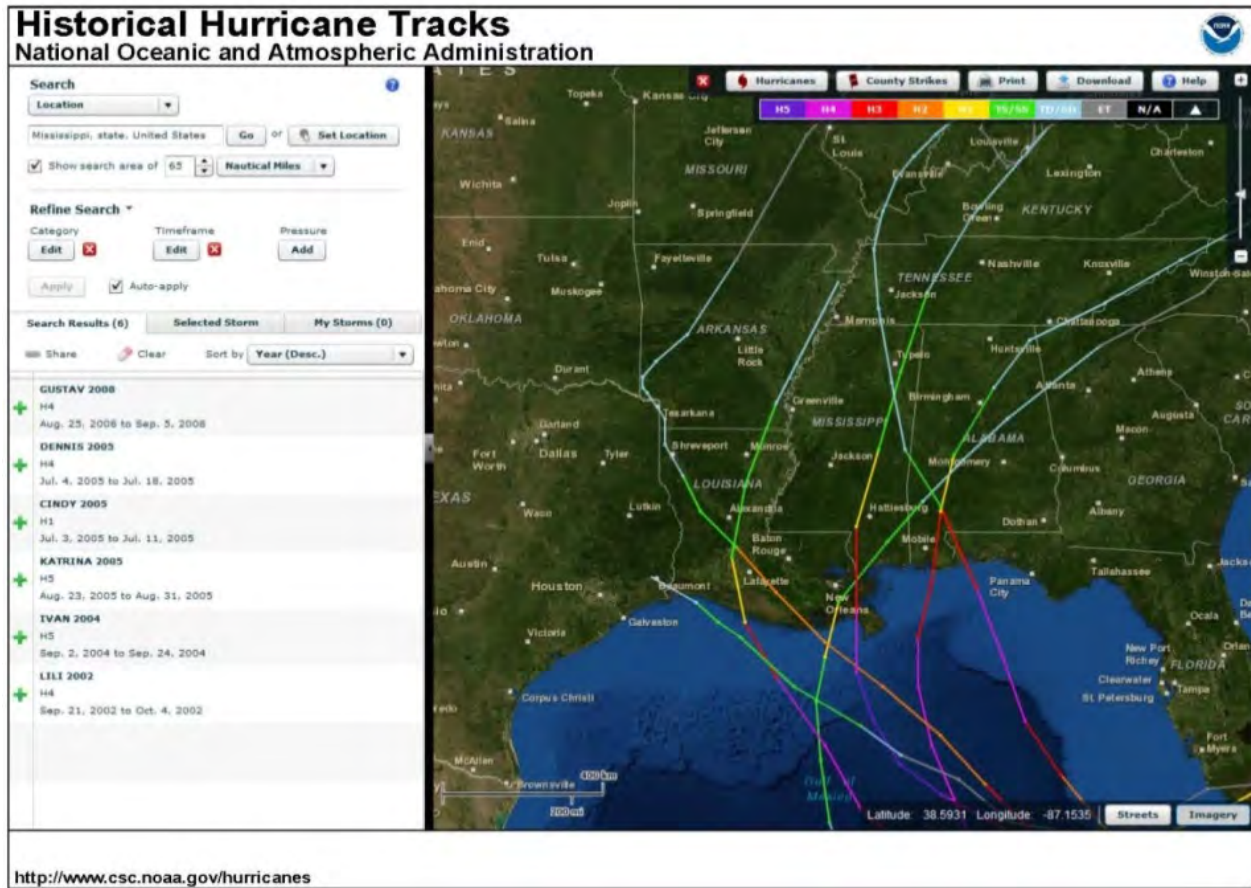 Historical Hurricane Tracks
National Oceanic and Atmospheric Administration
Search
Location
Mississippi, state, United States Go or Set Location
Show search area of 65 Nautical Miles
Refine Search
Category Timeframe Pressure
Edit Edit Add
Apply Auto-apply
Search Results (6) Selected Storm My Storms (0)
Share Clear Sort by Year (Desc.)
GUSTAV 2008
H4
Aug. 25, 2008 to Sep. 5, 2008
DENNIS 2005
H4
Jul. 4, 2005 to Jul. 18, 2005
CINDY 2005
H1
Jul. 3, 2005 to Jul. 11, 2005
KATRINA 2005
H5
Aug. 23, 2005 to Aug. 31, 2005
IVAN 2004
H5
Sep. 2, 2004 to Sep. 24, 2004
LILI 2002
H4
Sep. 21, 2002 to Oct. 4, 2002
Hurricanes County Strikes Print Download Help
H5 H4 H3 H2 H1 TS/SS TD/SD ET N/A
Topeka Kansas City
Salina Jefferson City St. Louis Louisville Charleston
KANSAS
MISSOURI Evansville Lexington
Wichita
Joplin Springfield Bowling Green KENTUCKY
Enid
Tulsa Fayetteville Nashville Knoxville
TENNESSEE
Muskogee Jackson
OKLAHOMA Memphis Chattanooga
ARKANSAS
Little Rock Tupelo Huntsville
Durant Atlanta Athens
Texarkana Greenville Birmingham Augusta
MISSISSIPPI
Garland Macon
Fort Worth Dallas Tyler Shreveport Monroe Jackson ALABAMA
Montgomery Columbus
LOUISIANA GEORGIA
Waco Lufkin Alexandria Hattiesburg Albany
Dothan
Baton Rouge Mobile
Austin Tallahassee
Houston Beaumont Lafayette Panama City
New Orleans
Galveston Ocala
Victoria
New Port Richey FLORIDA
Clearwater Tampa
St. Petersburg
Corpus Christi
Fort Myers
McAllen
Brownsville 400 km
200 mi
Gulf of Mexico
Latitude: 38.5931 Longitude: -87.1535 Streets Imagery
http://www.csc.noaa.gov/hurricanes